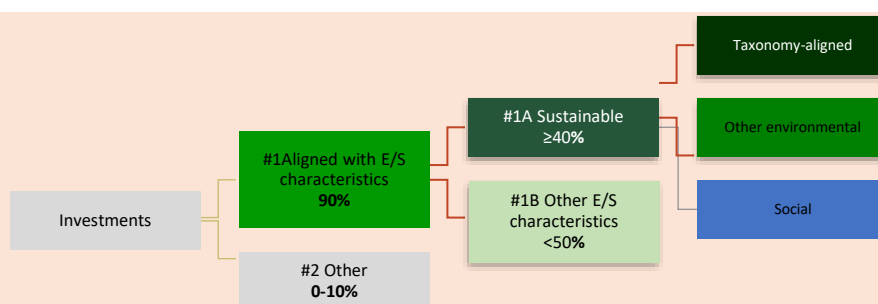 Taxonomy-aligned
#1A Sustainable
≥40%
Other environmental
#1Aligned with E/S
characteristics
90%
#1B Other E/S
characteristics
<50%
Social
Investments
#2 Other
0-10%